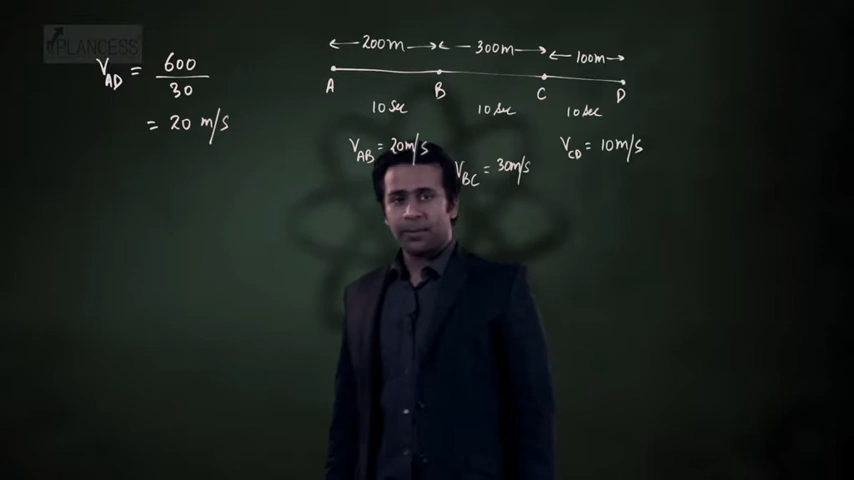 PLANCESS
V_AD = 600/30
= 20 m/s
200m 300m 100m
A B C D
10 Sec 10 Sec 10 Sec
V_AB = 20m/s V_BC = 30m/s V_CD = 10m/s